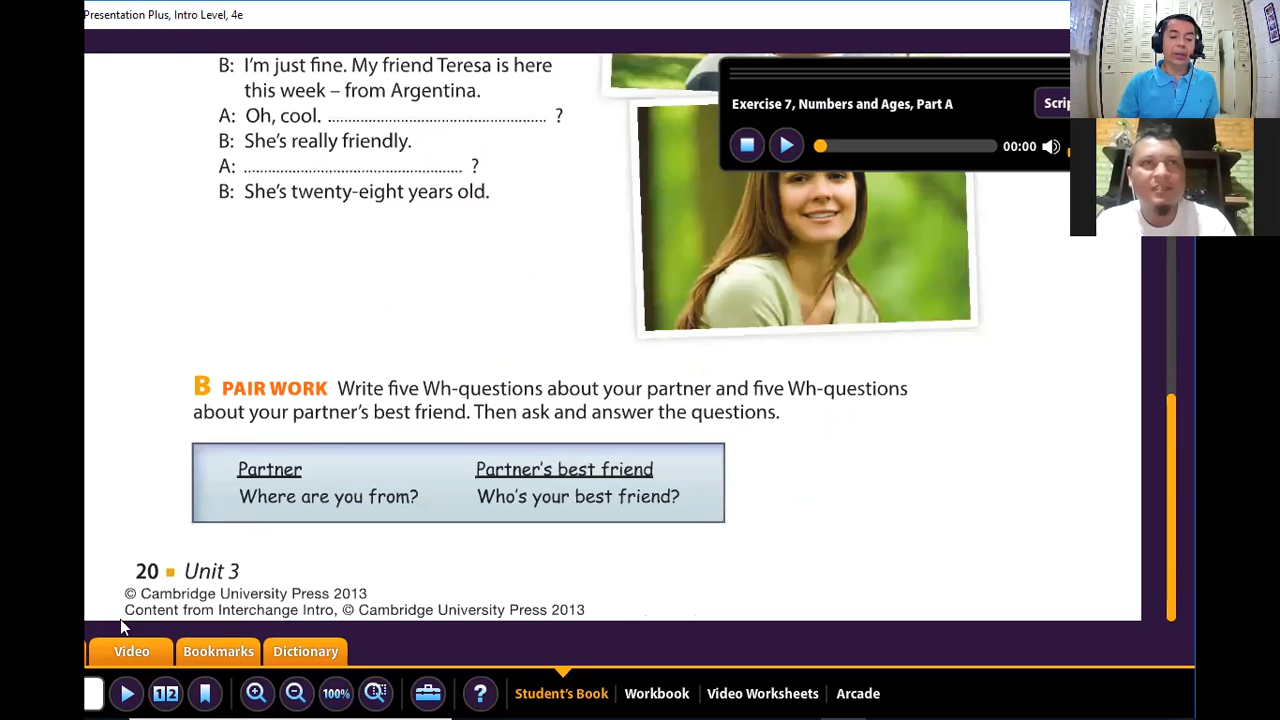 Presentation Plus, Intro Level, 4e
B: I'm just fine. My friend Teresa is here
this week – from Argentina.
A: Oh, cool. ...................................................... ?
B: She's really friendly.
A: ...................................................... ?
B: She's twenty-eight years old.
Exercise 7, Numbers and Ages, Part A
Scrip
00:00
B PAIR WORK Write five Wh-questions about your partner and five Wh-questions
about your partner's best friend. Then ask and answer the questions.
Partner Partner's best friend
Where are you from? Who's your best friend?
20 ■ Unit 3
© Cambridge University Press 2013
Content from Interchange Intro, © Cambridge University Press 2013
Video Bookmarks Dictionary
12 100% ? Student's Book Workbook Video Worksheets Arcade